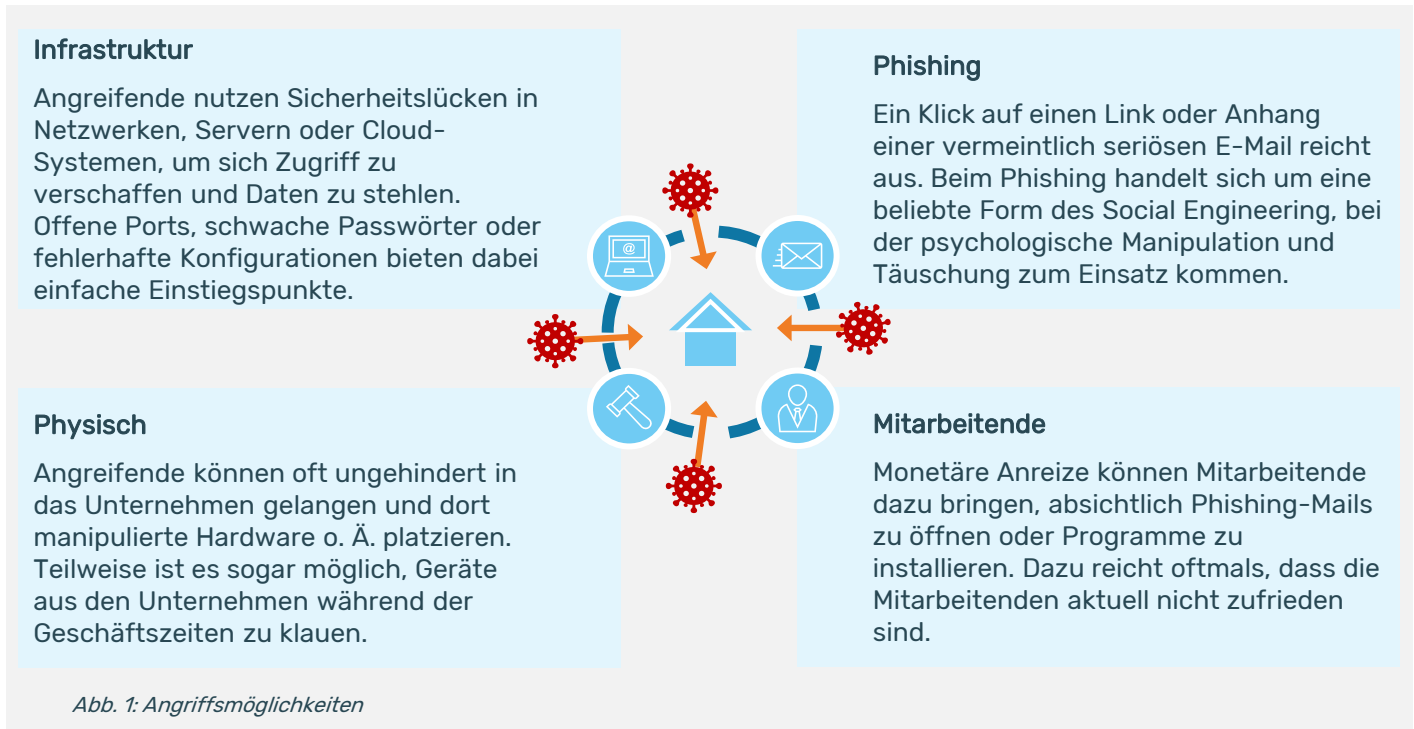 Infrastruktur
Angreifende nutzen Sicherheitslücken in
Netzwerken, Servern oder Cloud-
Systemen, um sich Zugriff zu
verschaffen und Daten zu stehlen.
Offene Ports, schwache Passwörter oder
fehlerhafte Konfigurationen bieten dabei
einfache Einstiegspunkte.
Phishing
Ein Klick auf einen Link oder Anhang
einer vermeintlich seriösen E-Mail reicht
aus. Beim Phishing handelt sich um eine
beliebte Form des Social Engineering, bei
der psychologische Manipulation und
Täuschung zum Einsatz kommen.
@
Physisch
Angreifende können oft ungehindert in
das Unternehmen gelangen und dort
manipulierte Hardware o. Ä. platzieren.
Teilweise ist es sogar möglich, Geräte
aus den Unternehmen während der
Geschäftszeiten zu klauen.
Mitarbeitende
Monetäre Anreize können Mitarbeitende
dazu bringen, absichtlich Phishing-Mails
zu öffnen oder Programme zu
installieren. Dazu reicht oftmals, dass die
Mitarbeitenden aktuell nicht zufrieden
sind.
Abb. 1: Angriffsmöglichkeiten